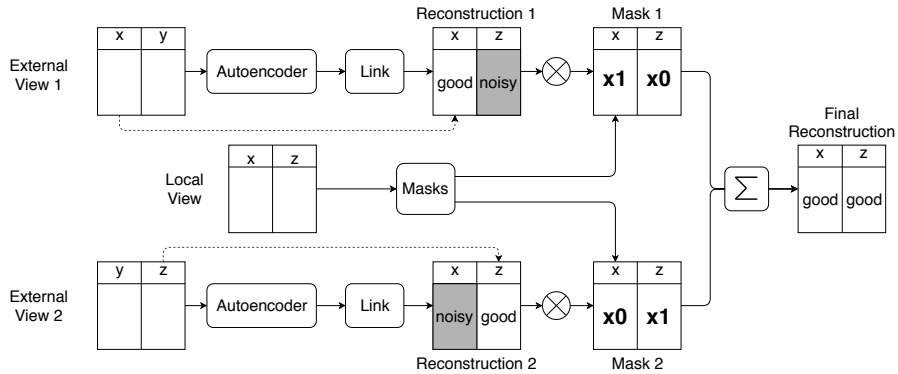 Reconstruction 1
Mask 1
x y
x z
x z
External
View 1
Autoencoder
Link
good noisy
x1 x0
Final
Reconstruction
x z
x z
Local
View
Masks
∑
good good
y z
x z
x z
External
View 2
Autoencoder
Link
noisy good
x0 x1
Reconstruction 2
Mask 2